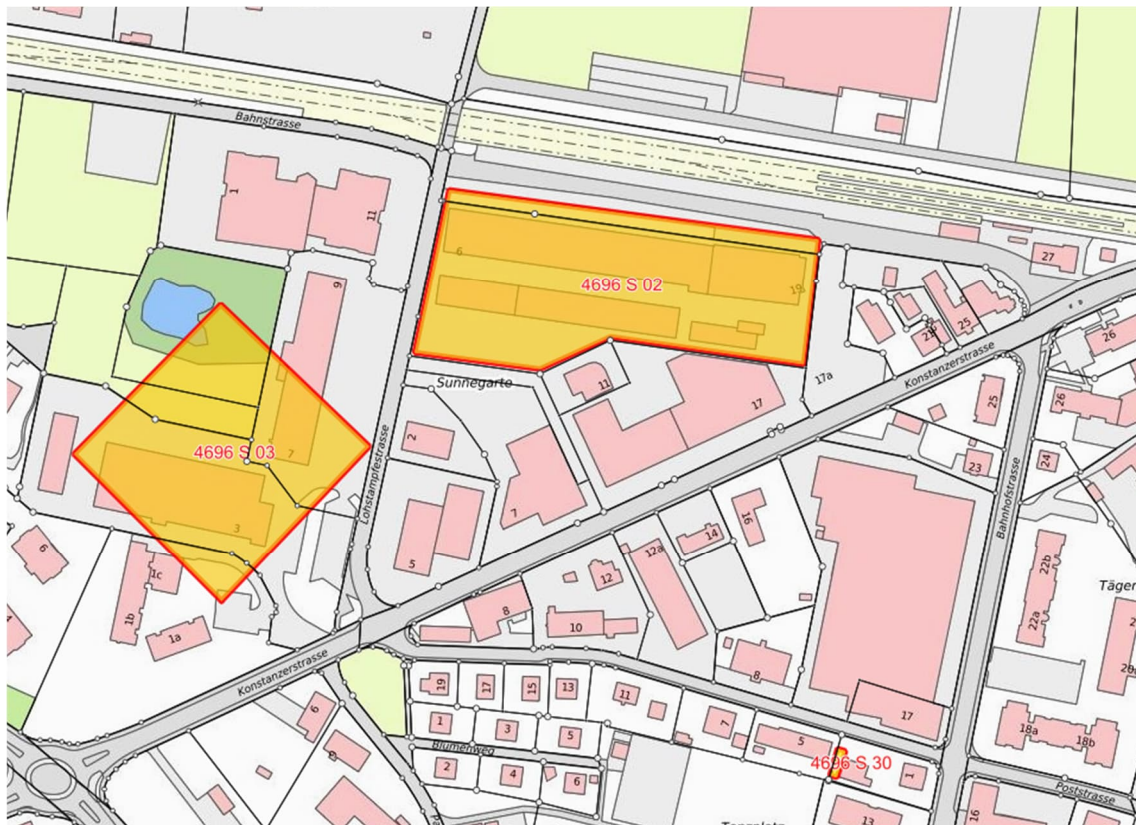 Bahnstrasse
1
11
27
6
19
4696 S 02
9
25
21
26
Konstanzerstrasse
Sunnegarte
17a
11
17
25
26
2
4696 S 03
7
Lohstampfestrasse
23
24
3
7
16
14
Bahnhofstrasse
12a
6
5
22b
1c
12
Täger
1b
8
10
22a
1a
8
Konstanzerstrasse
19
17
15
13
11
6
1
3
5
7
17
5
18a
18b
Blumenweg
4696 S 30
2
4
6
1
Poststrasse
13
16